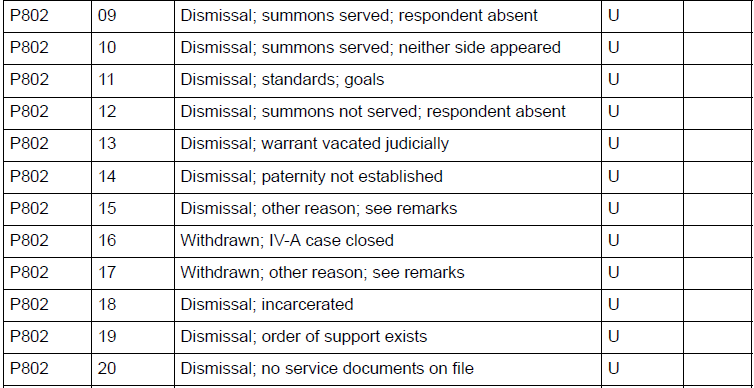 P802 09 Dismissal; summons served; respondent absent U
P802 10 Dismissal; summons served; neither side appeared U
P802 11 Dismissal; standards; goals U
P802 12 Dismissal; summons not served; respondent absent U
P802 13 Dismissal; warrant vacated judicially U
P802 14 Dismissal; paternity not established U
P802 15 Dismissal; other reason; see remarks U
P802 16 Withdrawn; IV-A case closed U
P802 17 Withdrawn; other reason; see remarks U
P802 18 Dismissal; incarcerated U
P802 19 Dismissal; order of support exists U
P802 20 Dismissal; no service documents on file U